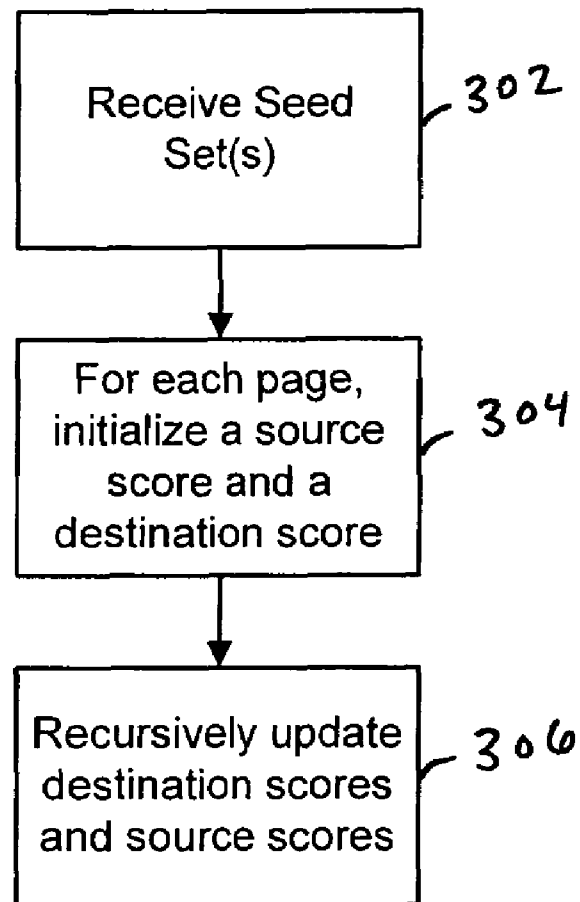 Receive Seed
Set(s)
302
For each page,
initialize a source
score and a
destination score
304
Recursively update
destination scores
and source scores
306